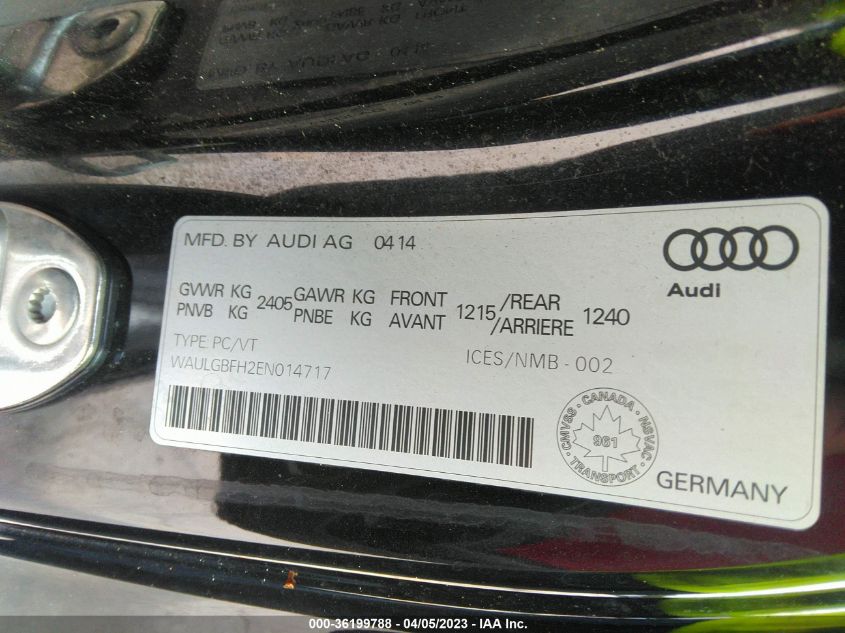 MFD. BY AUDI AG 0414
Audi
GVWR KG 2405 GAWR KG FRONT 1215 /REAR 1240
PNVB KG PNBE KG AVANT /ARRIERE
TYPE: PC/VT
ICES/NMB-002
WAULGBFH2EN014717
CANADA
CMVSS
NSVAC
961
TRANSPORT
GERMANY
000-36199788 - 04/05/2023 - IAA Inc.